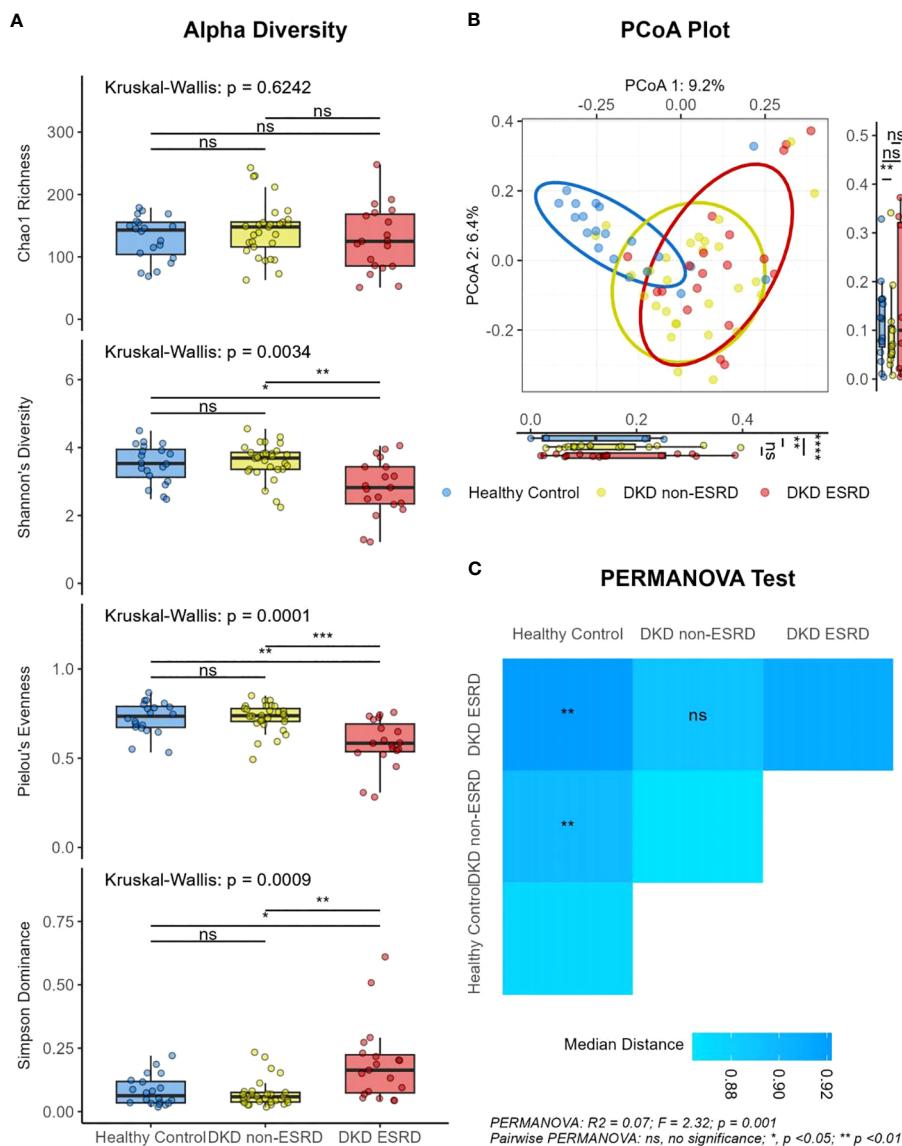 A
Alpha Diversity
Kruskal-Wallis: p = 0.6242
ns
ns
ns
Chao1 Richness
300
200
100
0
Kruskal-Wallis: p = 0.0034
**
*
ns
Shannon's Diversity
6
4
2
0
Kruskal-Wallis: p = 0.0001
***
**
ns
Pielou's Evenness
1.0
0.5
0.0
Kruskal-Wallis: p = 0.0009
**
*
ns
Simpson Dominance
0.75
0.50
0.25
0.00
Healthy Control DKD non-ESRD DKD ESRD
B
PCoA Plot
PCoA 1: 9.2%
-0.25 0.00 0.25
PCoA 2: 6.4%
0.4
0.2
0.0
-0.2
ns
ns
**
0.5
0.4
0.3
0.2
0.1
0.0
0.0 0.2 0.4
ns
**
****
Healthy Control DKD non-ESRD DKD ESRD
C
PERMANOVA Test
Healthy Control DKD non-ESRD DKD ESRD
DKD ESRD
DKD non-ESRD
Healthy Control
** ns
**
Median Distance
0.90
0.92
PERMANOVA: R2 = 0.07; F = 2.32; p = 0.001
Pairwise PERMANOVA: ns, no significance; *, p <0.05; ** p <0.01